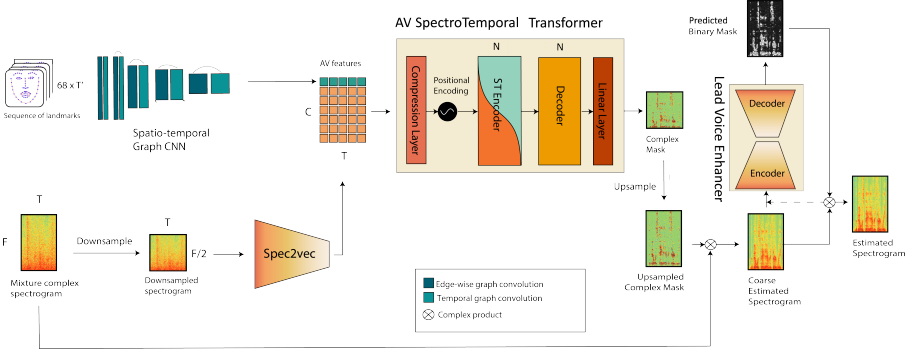 AV SpectroTemporal Transformer
Predicted
Binary Mask
68 x T'
Sequence of landmarks
Spatio-temporal
Graph CNN
AV features
C
T
Compression Layer
Positional
Encoding
N
ST Encoder
N
Decoder
Linear Layer
Complex
Mask
Upsample
Lead Voice Enhancer
Decoder
Encoder
T
F
Mixture complex
spectrogram
Downsample
T
F/2
Downsampled
spectrogram
Spec2vec
Upsampled
Complex Mask
Coarse
Estimated
Spectrogram
Estimated
Spectrogram
Edge-wise graph convolution
Temporal graph convolution
Complex product